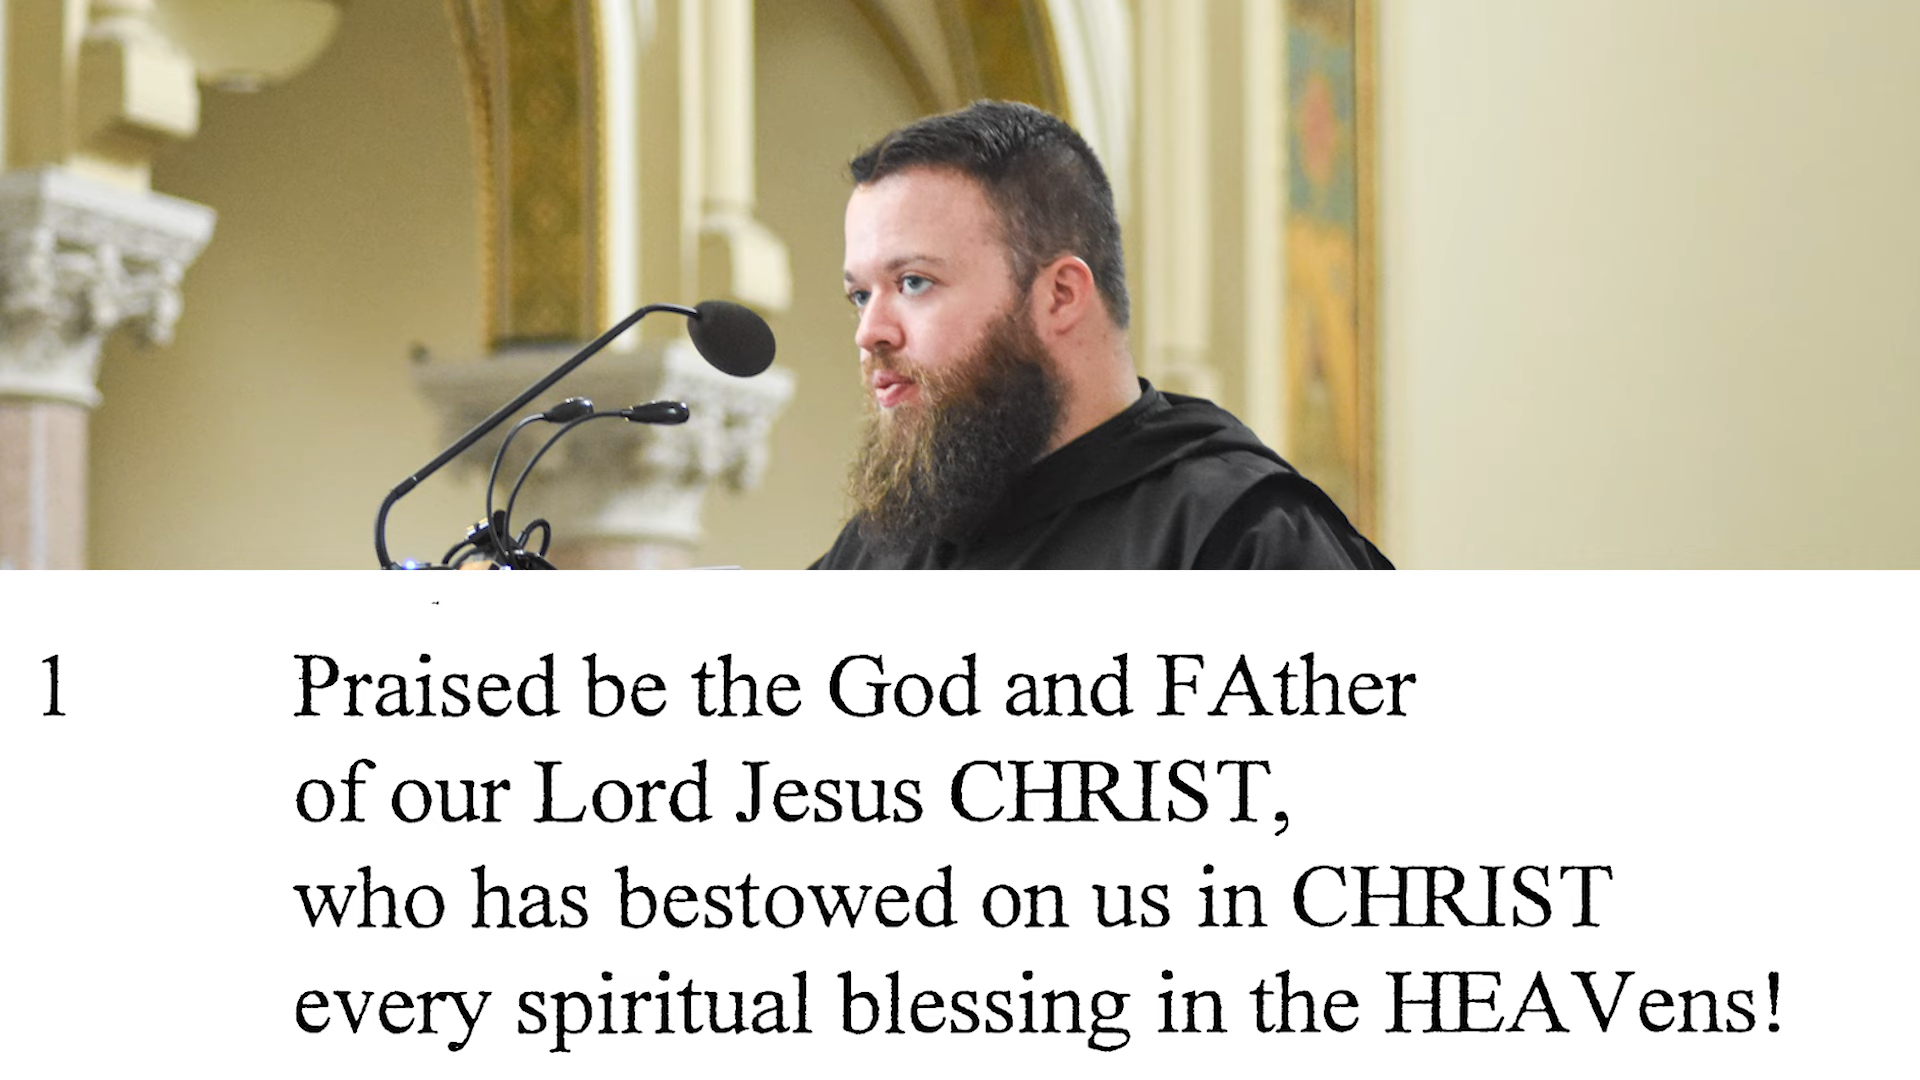 1 Praised be the God and FAther
of our Lord Jesus CHRIST,
who has bestowed on us in CHRIST
every spiritual blessing in the HEAVens!